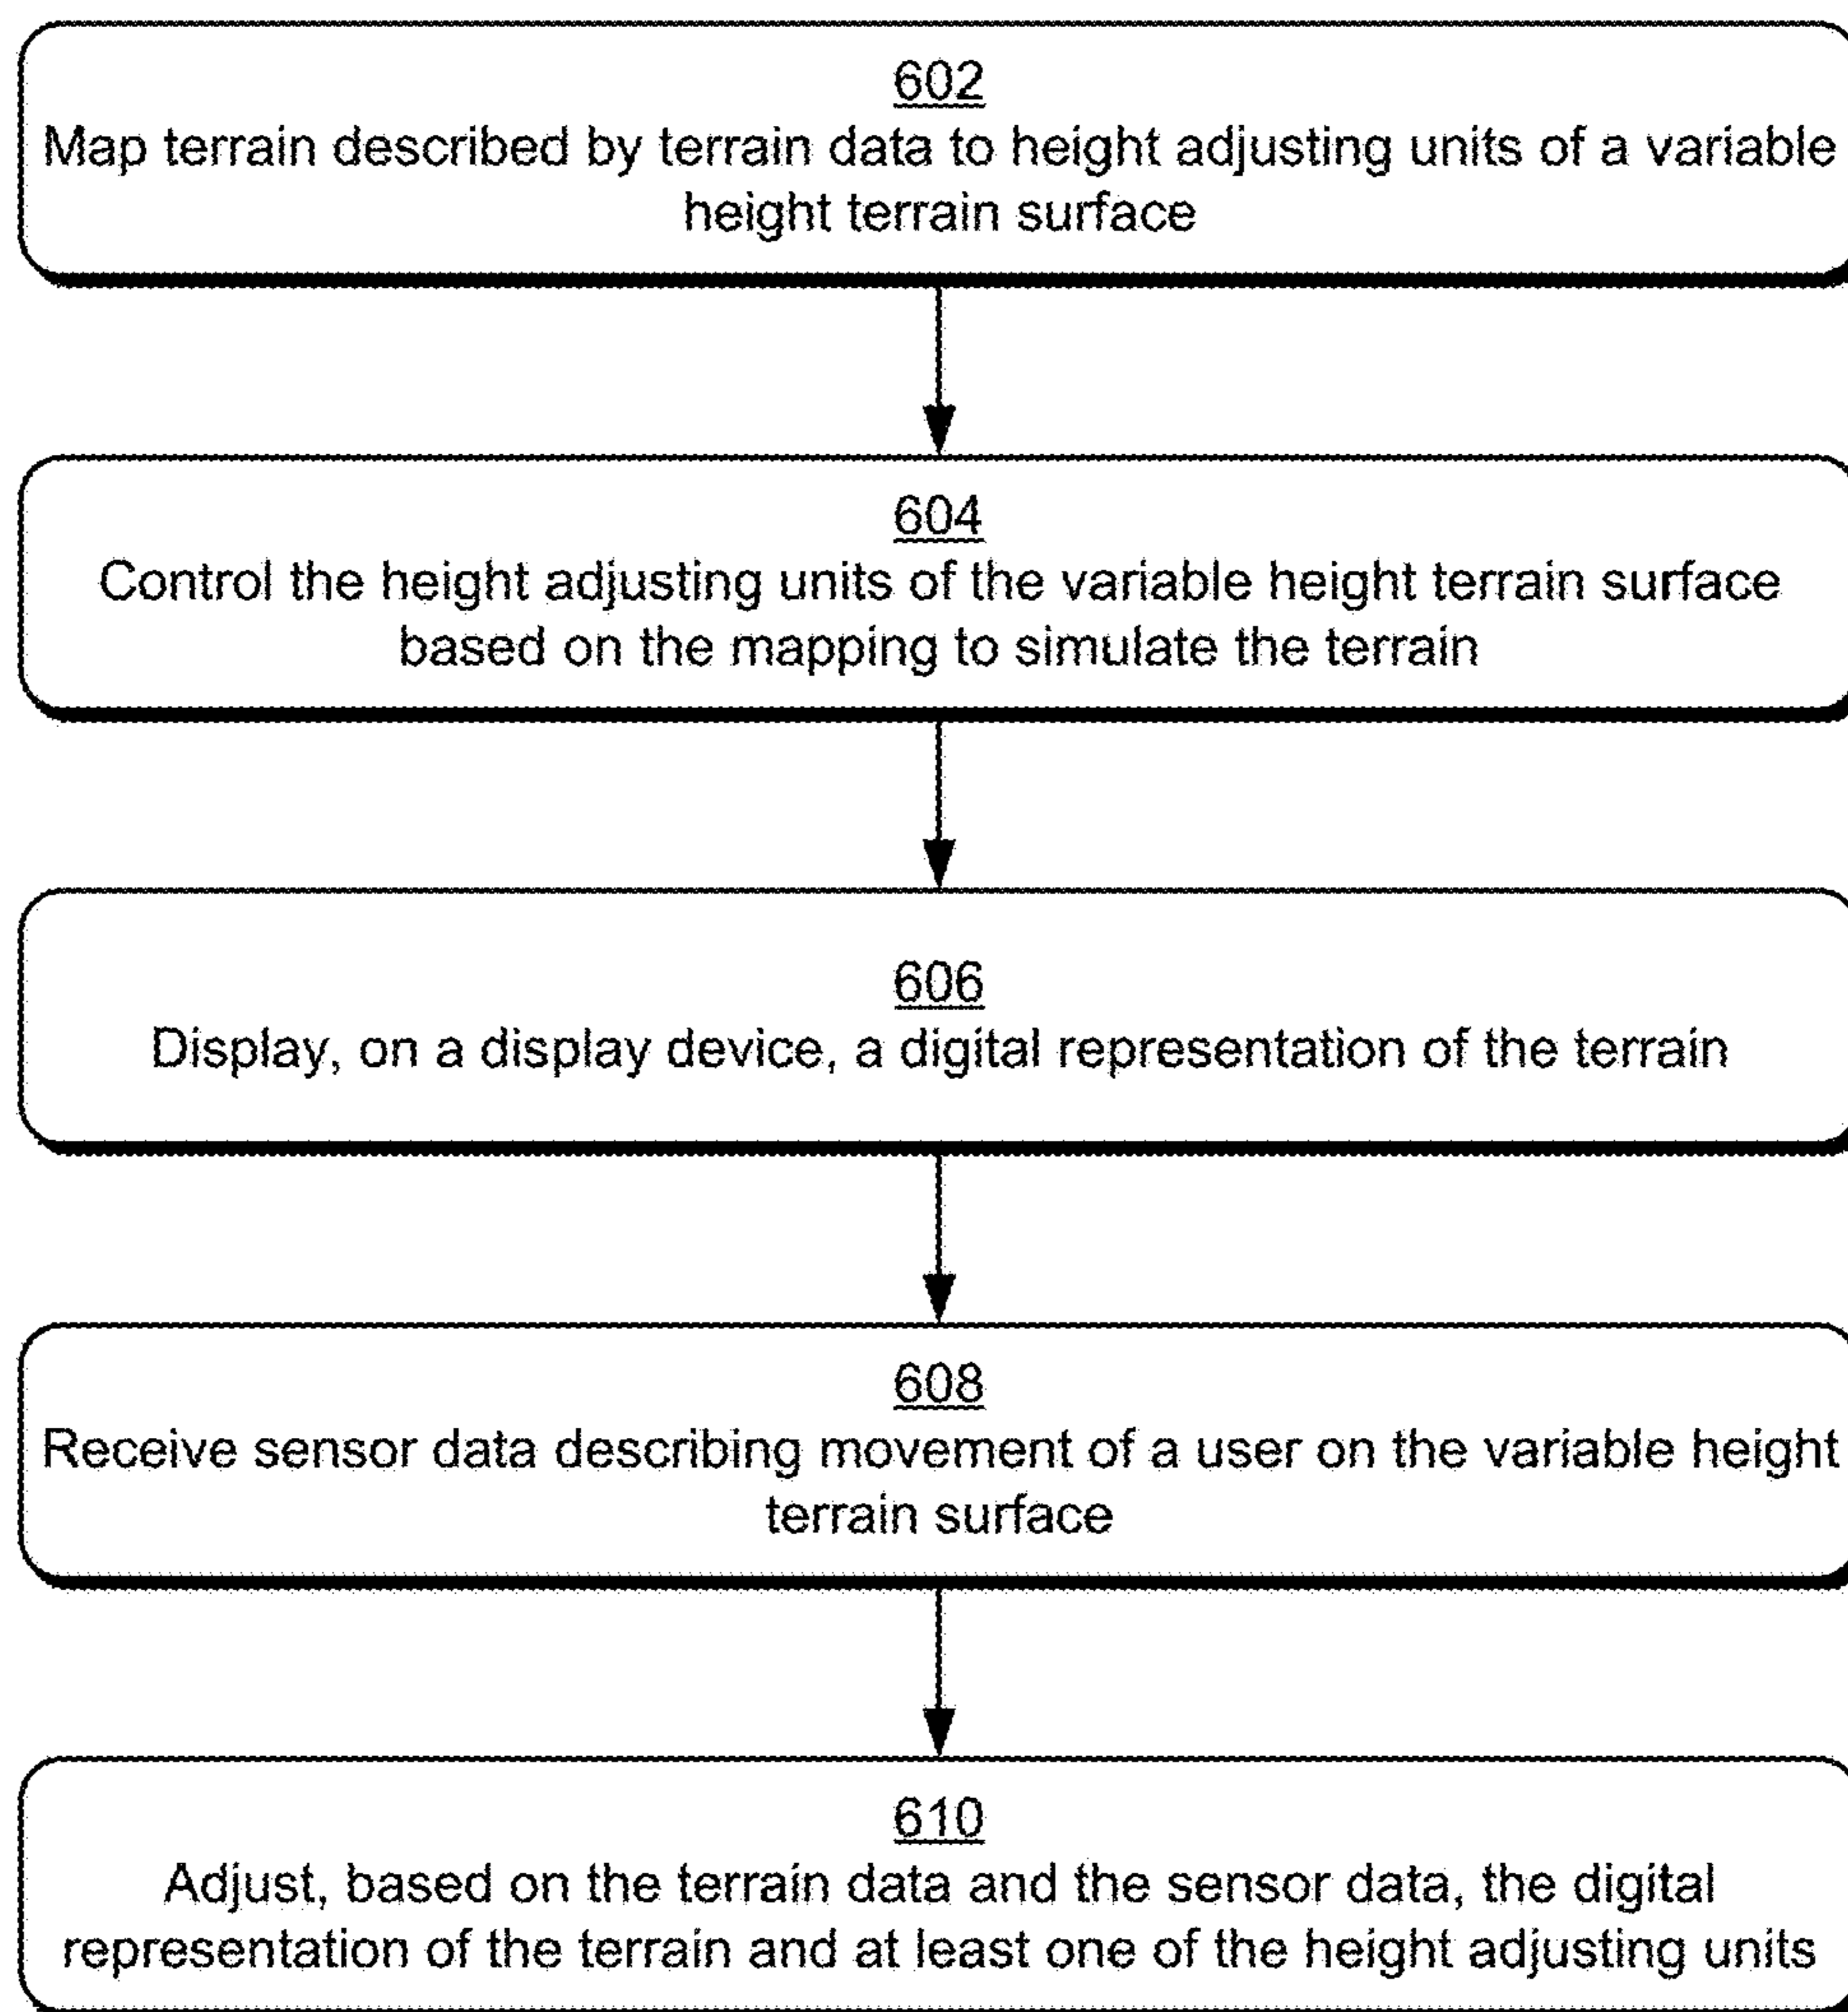 602
Map terrain described by terrain data to height adjusting units of a variable
height terrain surface
604
Control the height adjusting units of the variable height terrain surface
based on the mapping to simulate the terrain
606
Display, on a display device, a digital representation of the terrain
608
Receive sensor data describing movement of a user on the variable height
terrain surface
610
Adjust, based on the terrain data and the sensor data, the digital
representation of the terrain and at least one of the height adjusting units